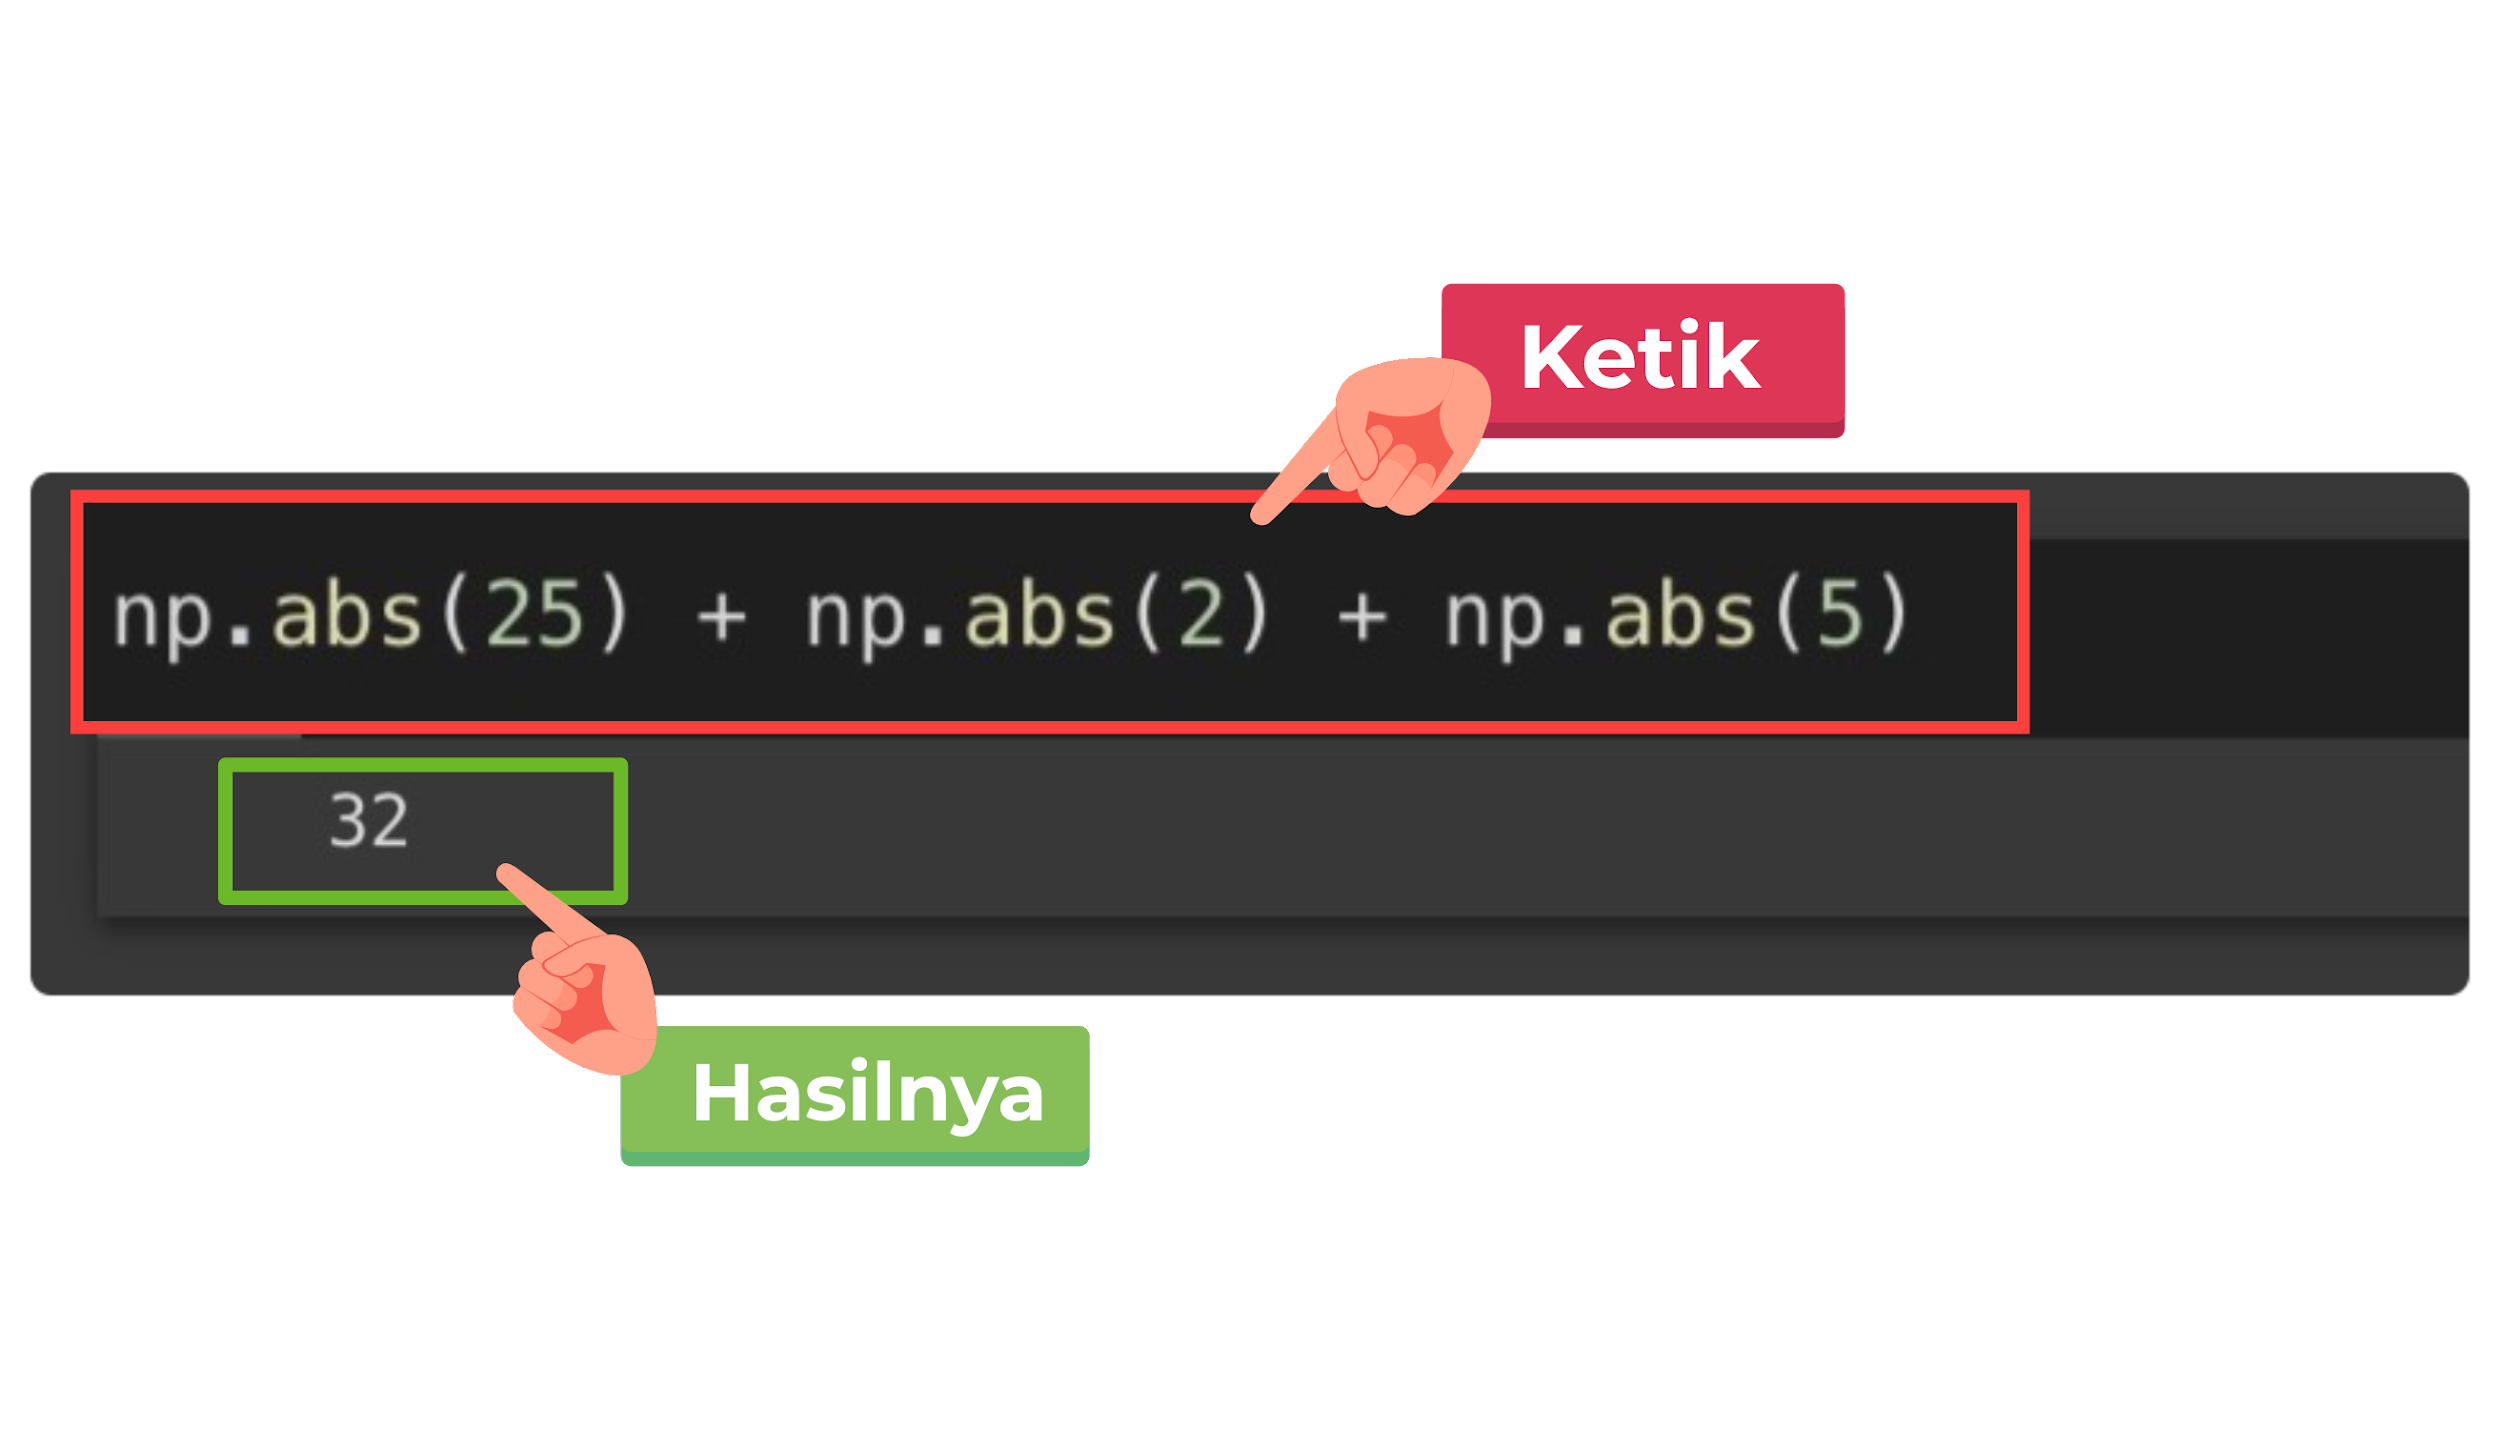 Ketik
np.abs(25) + np.abs(2) + np.abs(5)
32
Hasilnya